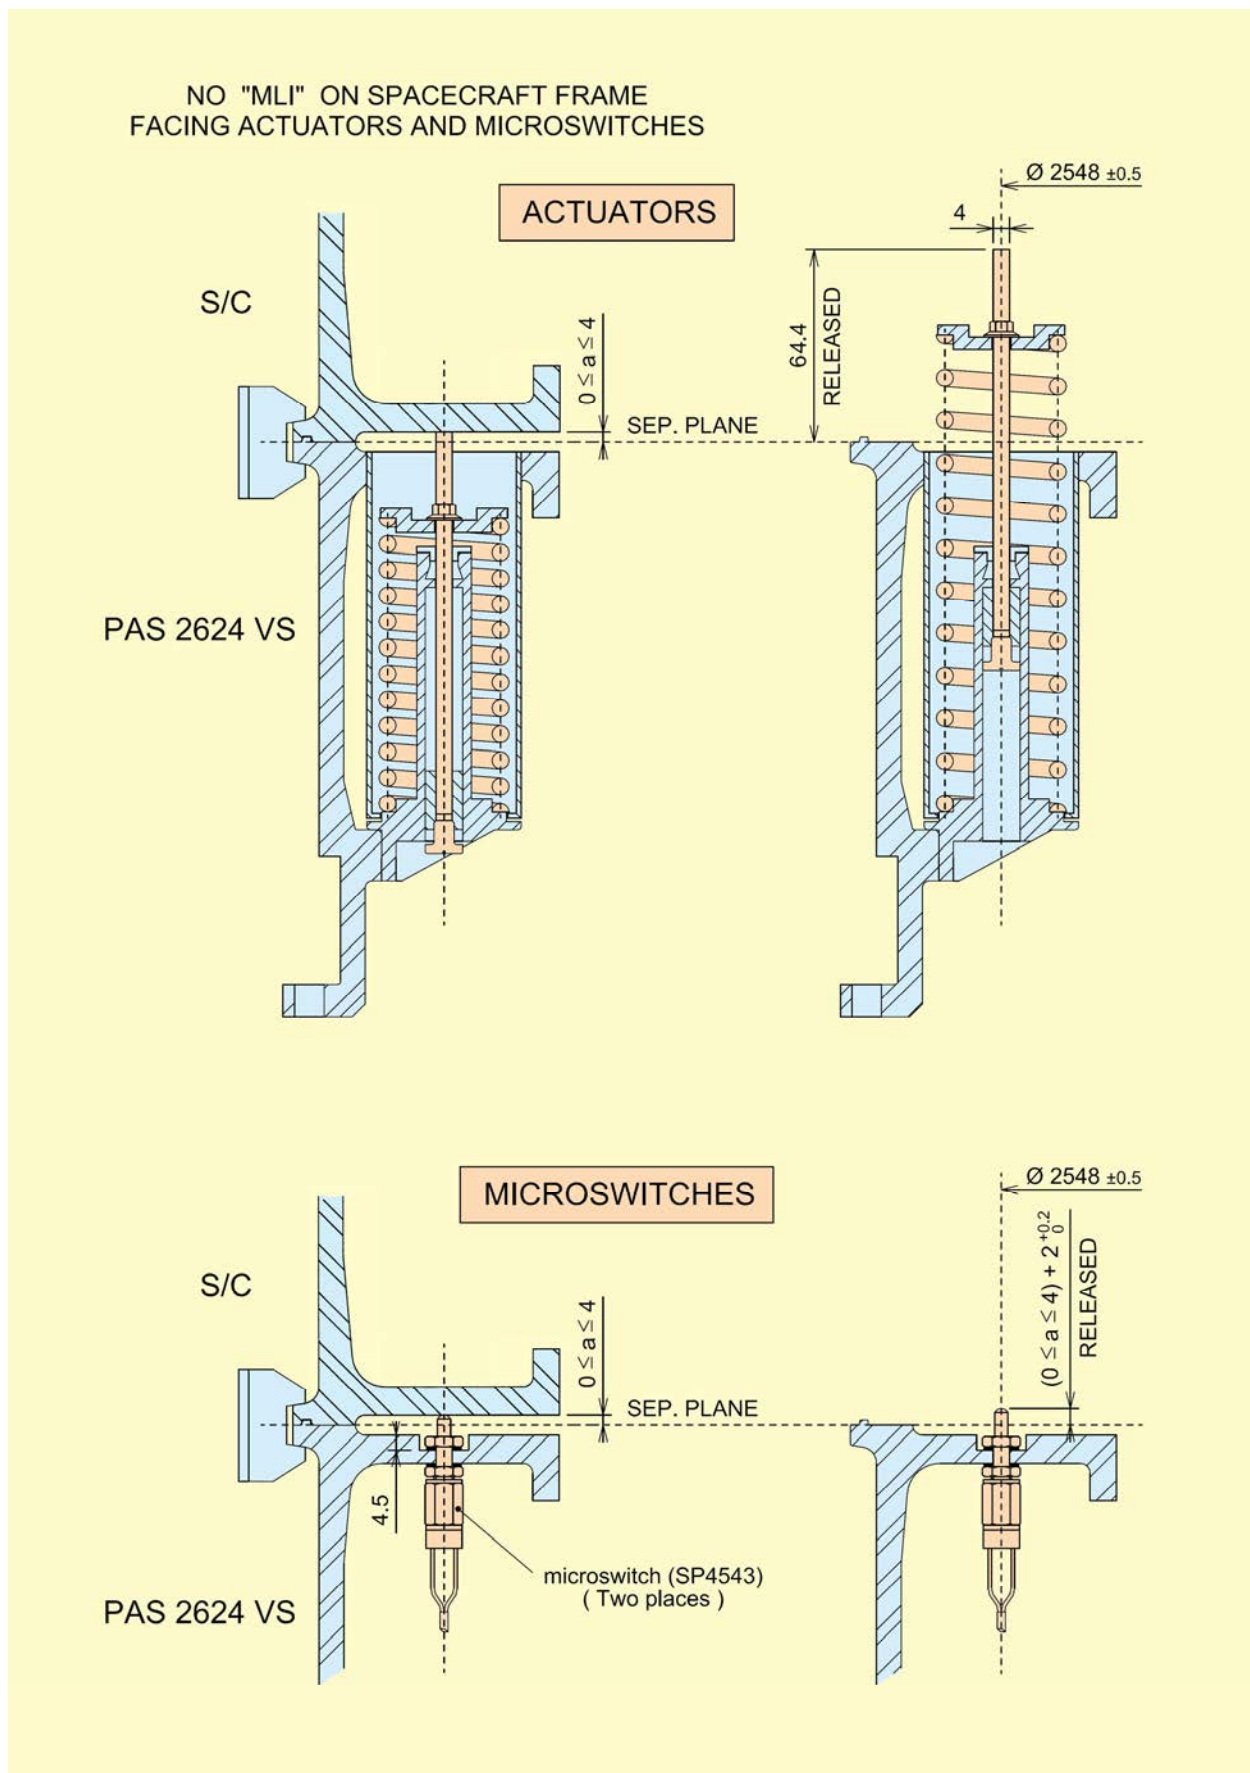 NO "MLI" ON SPACECRAFT FRAME
FACING ACTUATORS AND MICROSWITCHES
ACTUATORS
Ø 2548 ±0.5
4
S/C
0 ≤ a ≤ 4
64.4
RELEASED
SEP. PLANE
PAS 2624 VS
MICROSWITCHES
Ø 2548 ±0.5
S/C
0 ≤ a ≤ 4
(0 ≤ a ≤ 4) + 2 +0.2 0
RELEASED
SEP. PLANE
4.5
microswitch (SP4543)
( Two places )
PAS 2624 VS